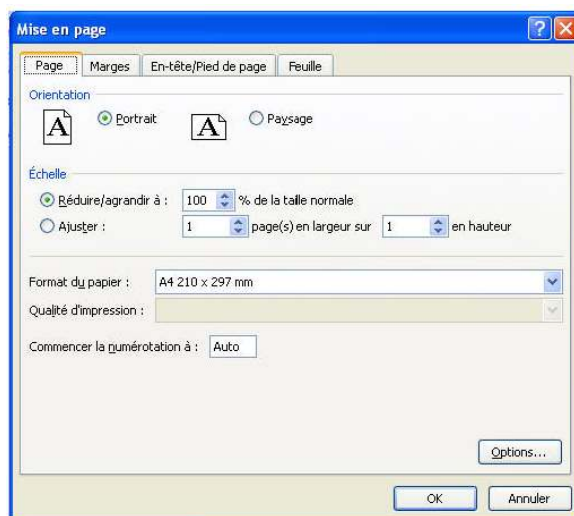 Mise en page
Page Marges En-tête/Pied de page Feuille
Orientation
A Portrait A Paysage
Échelle
Réduire/agrandir à : 100 % de la taille normale
Ajuster : 1 page(s) en largeur sur 1 en hauteur
Format du papier : A4 210 x 297 mm
Qualité d'impression :
Commencer la numérotation à : Auto
Options...
OK Annuler